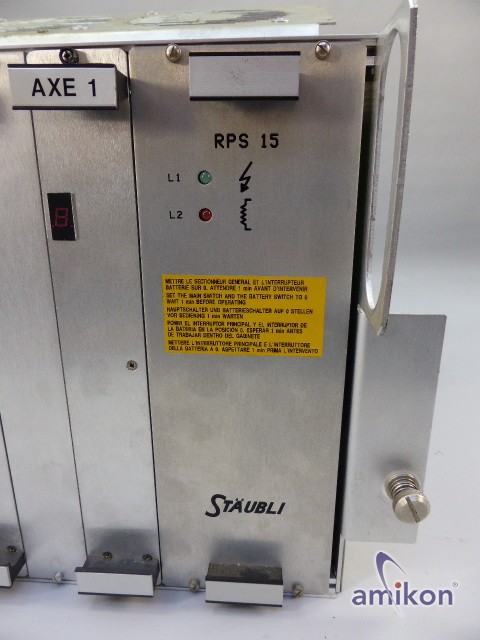 AXE 1
RPS 15
L1
L2
8.
METTRE LE SECTIONNEUR GENERAL ET L'INTERRUPTEUR
BATTERIE SUR 0. ATTENDRE 1 min AVANT D'INTERVENIR
SET THE MAIN SWITCH AND THE BATTERY SWITCH TO 0
WAIT 1 min BEFORE OPERATING
HAUPTSCHALTER UND BATTERIESCHALTER AUF 0 STELLEN
VOR BEDIENING 1 min WARTEN
PONER EL INTERRUPTOR PRINCIPAL Y EL INTERRUPTOR DE
LA BATERIA EN LA POSICION 0. ESPERAR 1 min ANTES
DE TRABAJAR DENTRO DEL GABINETE
METTERE L'INTERRUTTORE PRINCIPALE E L'INTERRUTTORE
DELLA BATTERIA A 0. ASPETTARE 1 min PRIMA L'INTERVENTO
STÄUBLI
amikon